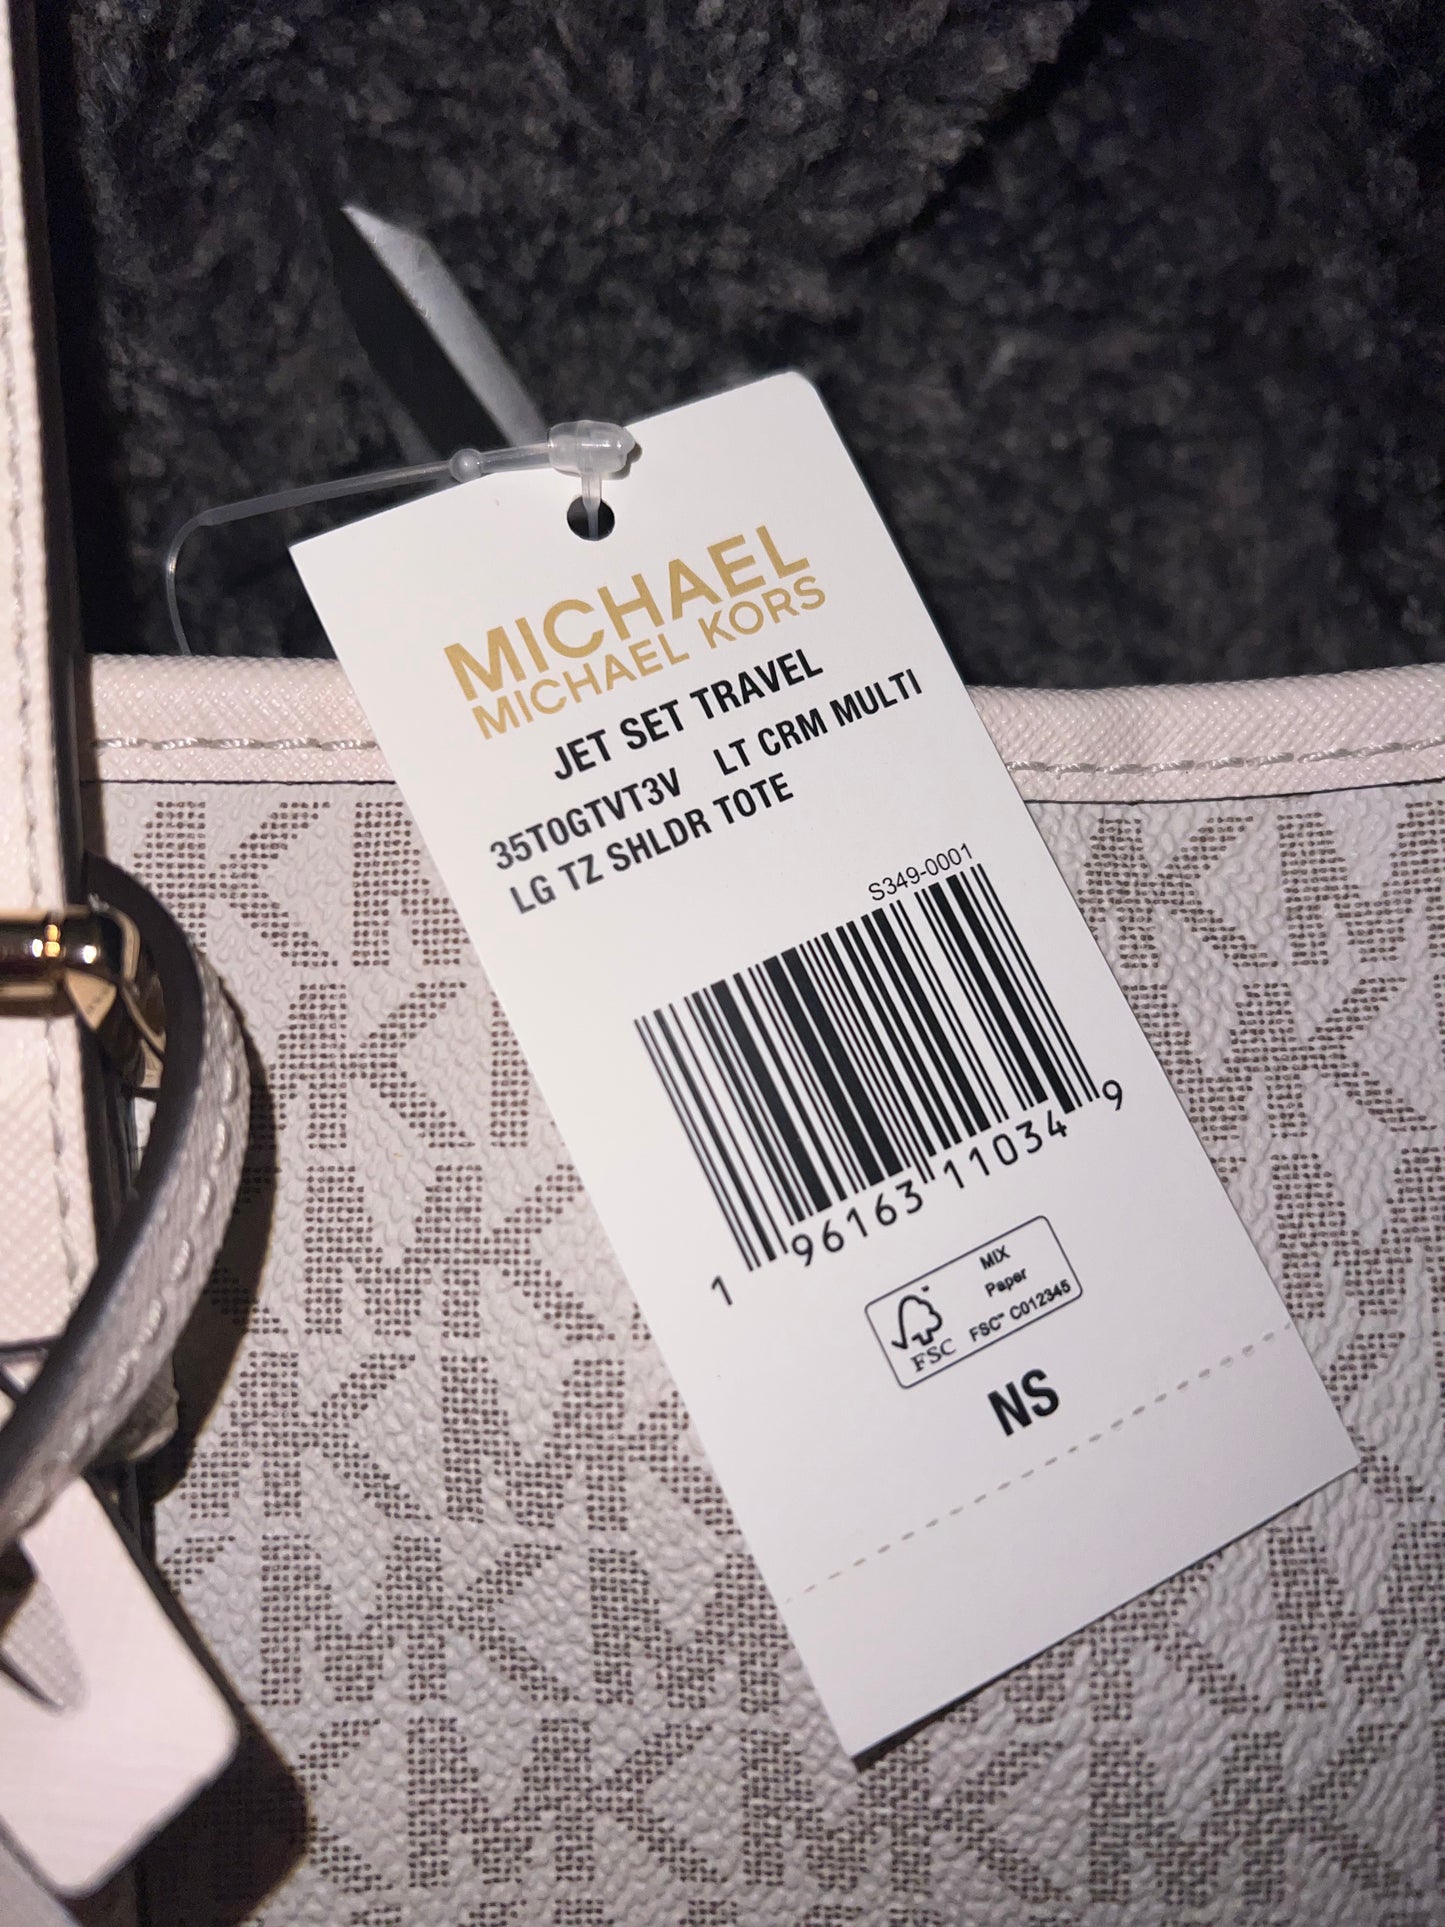 MICHAEL
MICHAEL KORS
JET SET TRAVEL
35T0GTVT3V LT CRM MULTI
LG TZ SHLDR TOTE
S349-0001
1 96163 11034 9
MIX
Paper
FSC™ C012345
FSC
NS